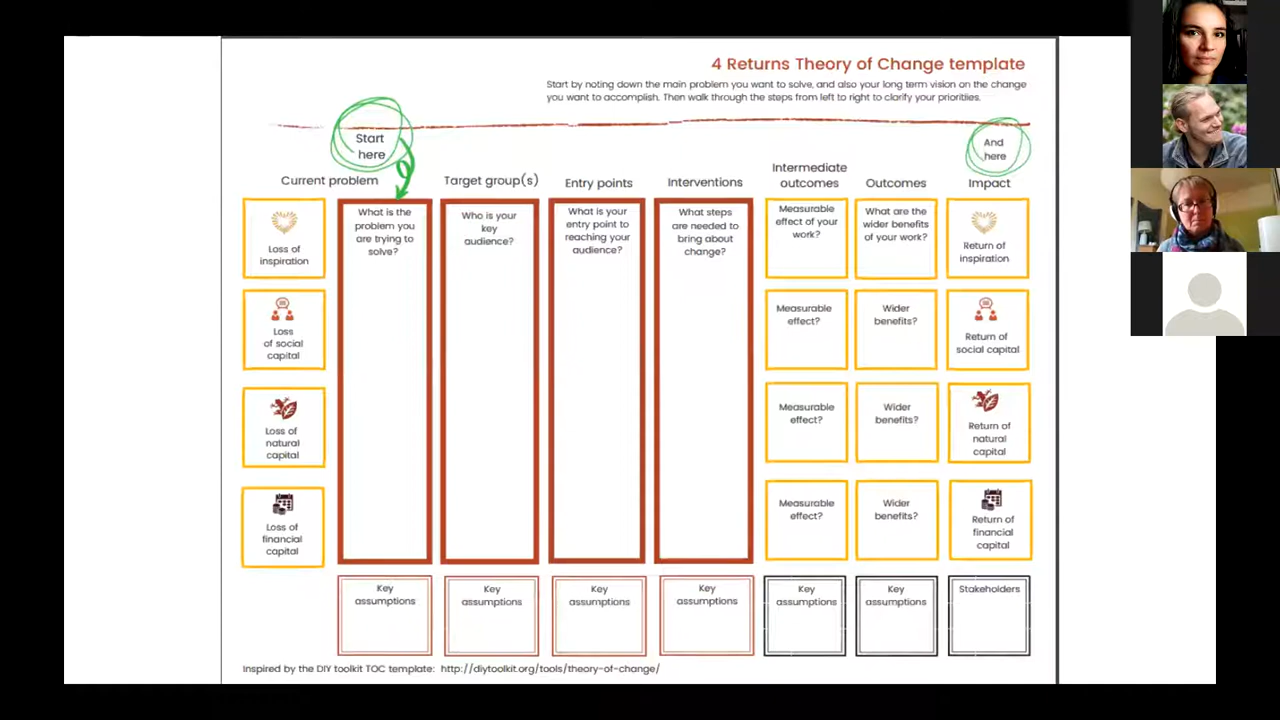 4 Returns Theory of Change template
Start by noting down the main problem you want to solve, and also your long term vision on the change
you want to accomplish. Then walk through the steps from left to right to clarify your prioritiies.
Start
here
And
here
Current problem
Target group(s)
Entry points
Interventions
Intermediate
outcomes
Outcomes
Impact
Loss of
inspiration
What is the
problem you
are trying to
solve?
Who is your
key
audience?
What is your
entry point to
reaching your
audience?
What steps
are needed to
bring about
change?
Measurable
effect of your
work?
What are the
wider benefits
of your work?
Return of
inspiration
Loss
of social
capital
Measurable
effect?
Wider
benefits?
Return of
social capital
Loss of
natural
capital
Measurable
effect?
Wider
benefits?
Return of
natural
capital
Loss of
financial
capital
Measurable
effect?
Wider
benefits?
Return of
financial
capital
Key
assumptions
Key
assumptions
Key
assumptions
Key
assumptions
Key
assumptions
Key
assumptions
Stakeholders
Inspired by the DIY toolkit TOC template: http://diytoolkit.org/tools/theory-of-change/